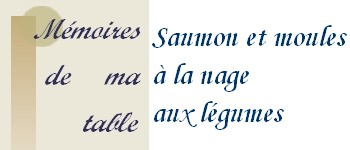 Mémoires
de ma
table
Saumon et moules
à la nage
aux légumes